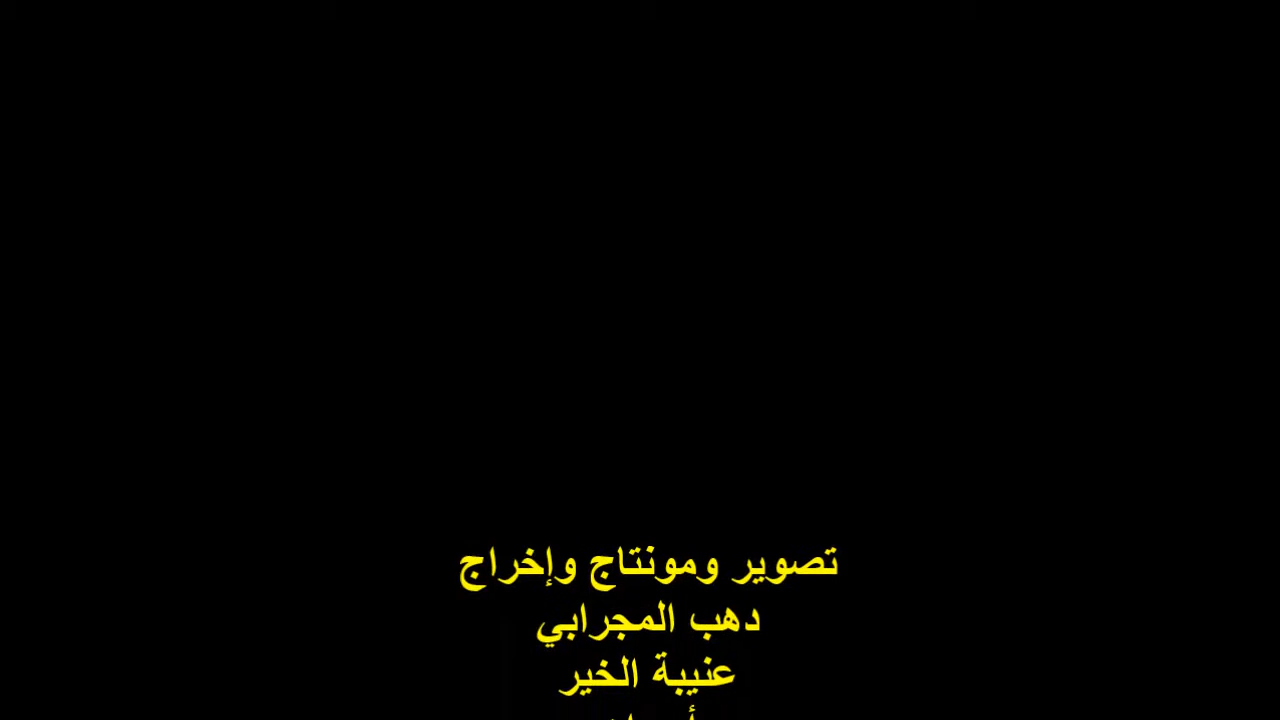 تصوير ومونتاج وإخراج
دهب المجرابي
عنيبة الخير